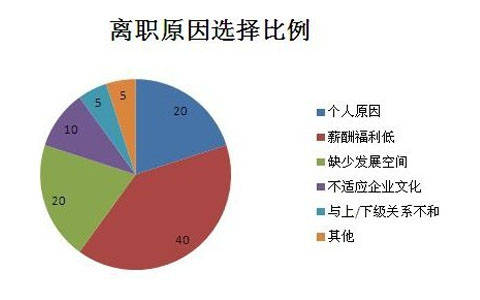 离职原因选择比例
5
5
20
10
20
40
个人原因
薪酬福利低
缺少发展空间
不适应企业文化
与上/下级关系不和
其他